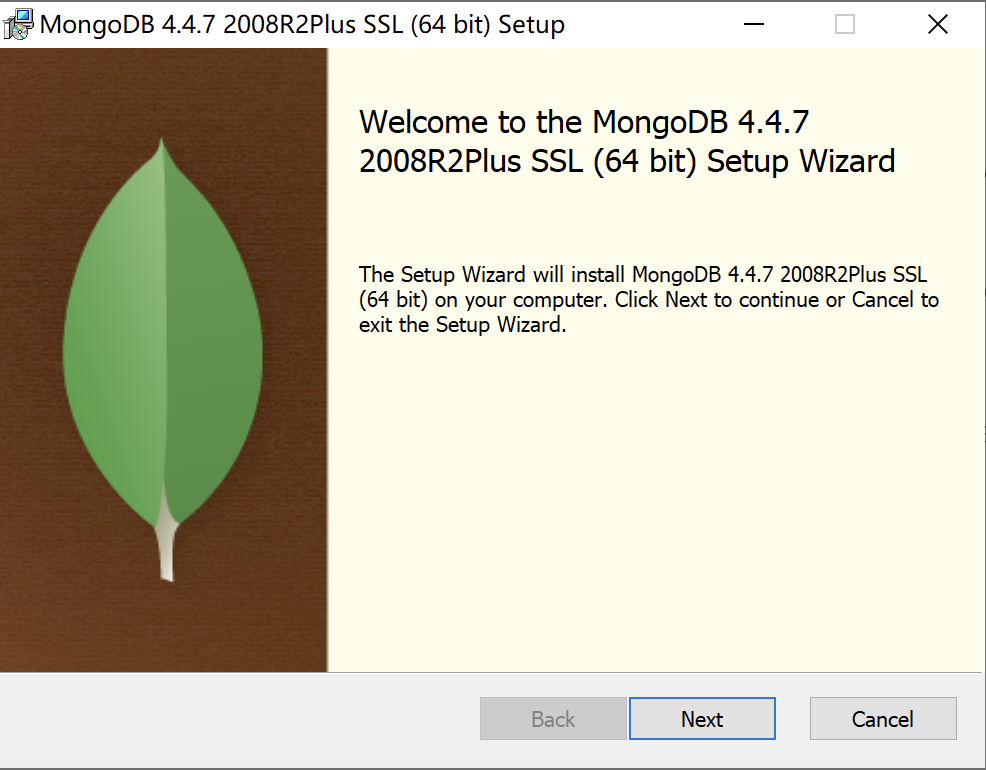 MongoDB 4.4.7 2008R2Plus SSL (64 bit) Setup
Welcome to the MongoDB 4.4.7
2008R2Plus SSL (64 bit) Setup Wizard
The Setup Wizard will install MongoDB 4.4.7 2008R2Plus SSL
(64 bit) on your computer. Click Next to continue or Cancel to
exit the Setup Wizard.
Back
Next
Cancel